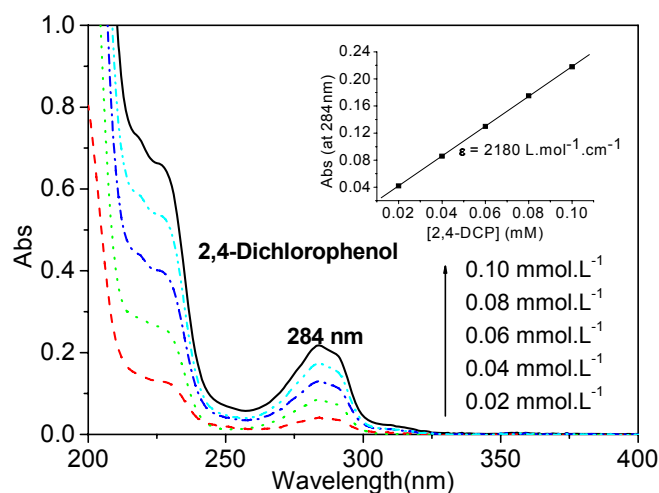 1.0
0.8
0.6
0.4
0.2
0.0
Abs
200
250
300
350
400
Wavelength(nm)
2,4-Dichlorophenol
284 nm
0.24
0.20
0.16
0.12
0.08
0.04
Abs (at 284nm)
0.02
0.04
0.06
0.08
0.10
[2,4-DCP] (mM)
ε = 2180 L.mol⁻¹.cm⁻¹
0.10 mmol.L⁻¹
0.08 mmol.L⁻¹
0.06 mmol.L⁻¹
0.04 mmol.L⁻¹
0.02 mmol.L⁻¹